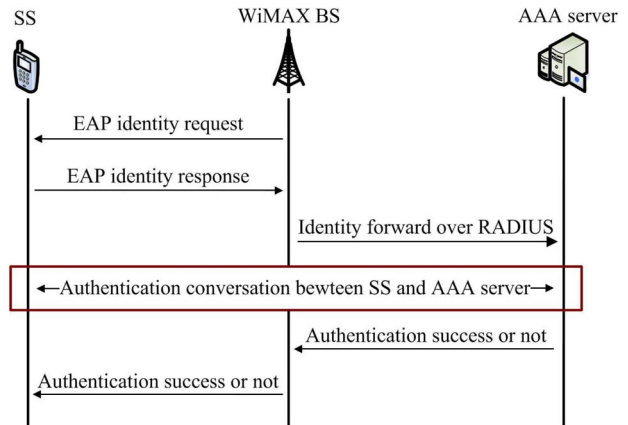 SS
WiMAX BS
AAA server
EAP identity request
EAP identity response
Identity forward over RADIUS
Authentication conversation bewteen SS and AAA server
Authentication success or not
Authentication success or not